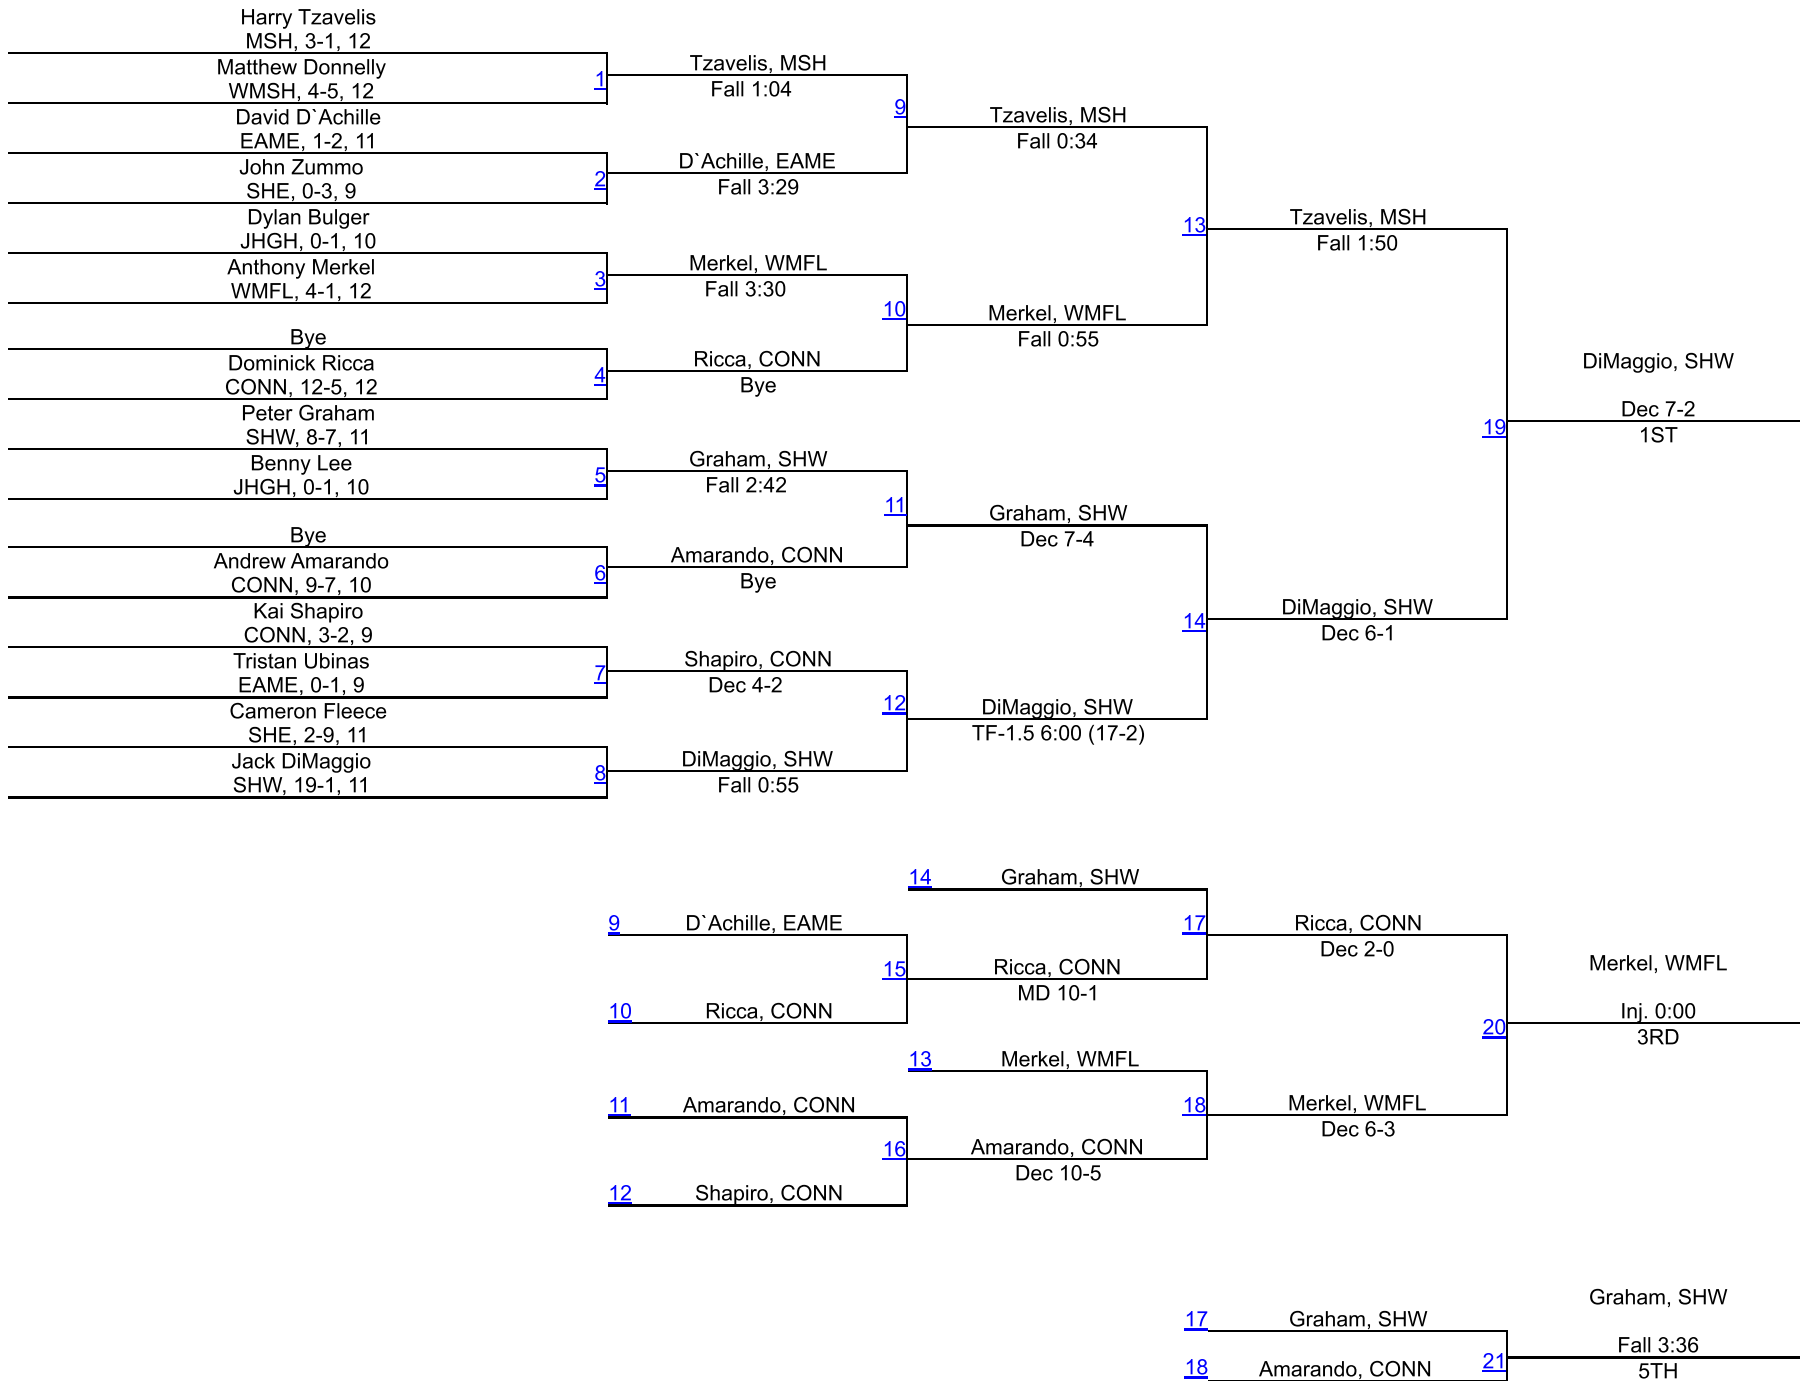 Harry Tzavelis
MSH, 3-1, 12
Matthew Donnelly
WMSH, 4-5, 12
David D`Achille
EAME, 1-2, 11
John Zummo
SHE, 0-3, 9
Dylan Bulger
JHGH, 0-1, 10
Anthony Merkel
WMFL, 4-1, 12
Bye
Dominick Ricca
CONN, 12-5, 12
Peter Graham
SHW, 8-7, 11
Benny Lee
JHGH, 0-1, 10
Bye
Andrew Amarando
CONN, 9-7, 10
Kai Shapiro
CONN, 3-2, 9
Tristan Ubinas
EAME, 0-1, 9
Cameron Fleece
SHE, 2-9, 11
Jack DiMaggio
SHW, 19-1, 11
1
2
3
4
5
6
7
8
Tzavelis, MSH
Fall 1:04
D`Achille, EAME
Fall 3:29
Merkel, WMFL
Fall 3:30
Ricca, CONN
Bye
Graham, SHW
Fall 2:42
Amarando, CONN
Bye
Shapiro, CONN
Dec 4-2
DiMaggio, SHW
Fall 0:55
9
10
11
12
Tzavelis, MSH
Fall 0:34
Merkel, WMFL
Fall 0:55
Graham, SHW
Dec 7-4
DiMaggio, SHW
TF-1.5 6:00 (17-2)
13
14
Tzavelis, MSH
Fall 1:50
DiMaggio, SHW
Dec 6-1
19
DiMaggio, SHW
Dec 7-2
1ST
9
D`Achille, EAME
10
Ricca, CONN
11
Amarando, CONN
12
Shapiro, CONN
15
16
14
Graham, SHW
Ricca, CONN
MD 10-1
13
Merkel, WMFL
Amarando, CONN
Dec 10-5
17
18
Ricca, CONN
Dec 2-0
Merkel, WMFL
Dec 6-3
20
Merkel, WMFL
Inj. 0:00
3RD
17
Graham, SHW
18
Amarando, CONN
21
Graham, SHW
Fall 3:36
5TH